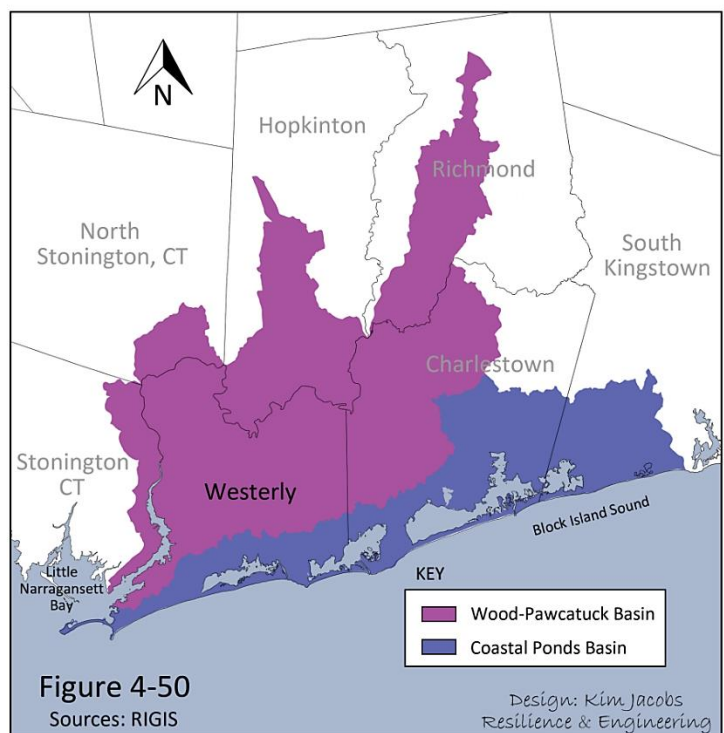 N
Hopkinton
Richmond
North
Stonington, CT
South
Kingstown
Charlestown
Stonington
CT
Westerly
Block Island Sound
Little
Narragansett
Bay
KEY
Wood-Pawcatuck Basin
Coastal Ponds Basin
Figure 4-50
Sources: RIGIS
Design: Kim Jacobs
Resilience & Engineering